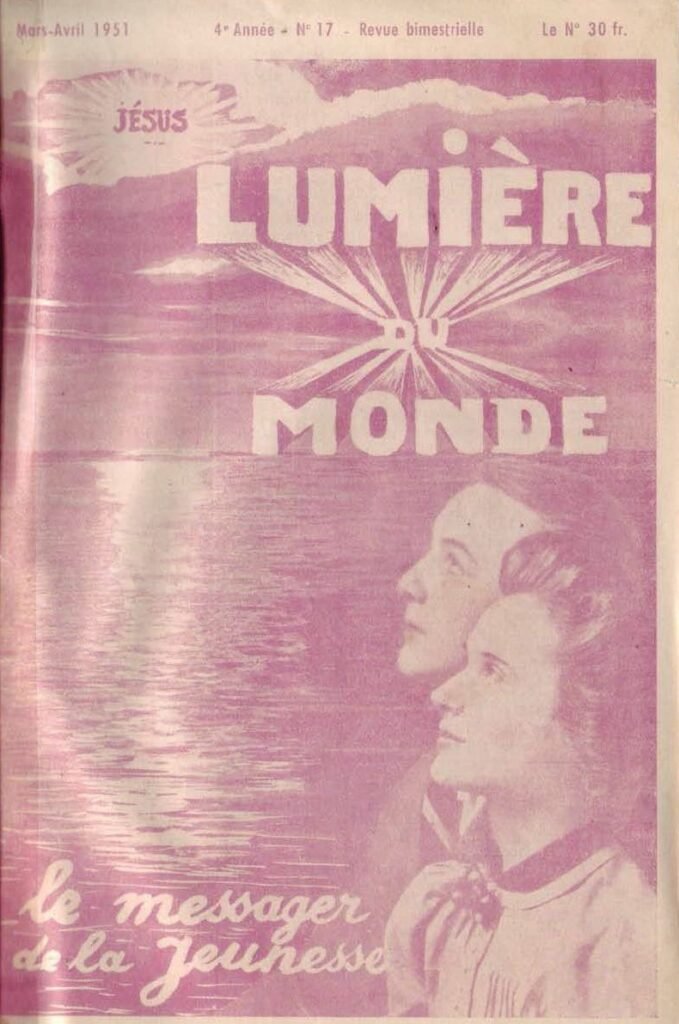 Mars-Avril 1951 4e Année - N° 17 - Revue bimestrielle Le N° 30 fr.
JÉSUS
LUMIÈRE
DU
MONDE
le messager
de la Jeunesse